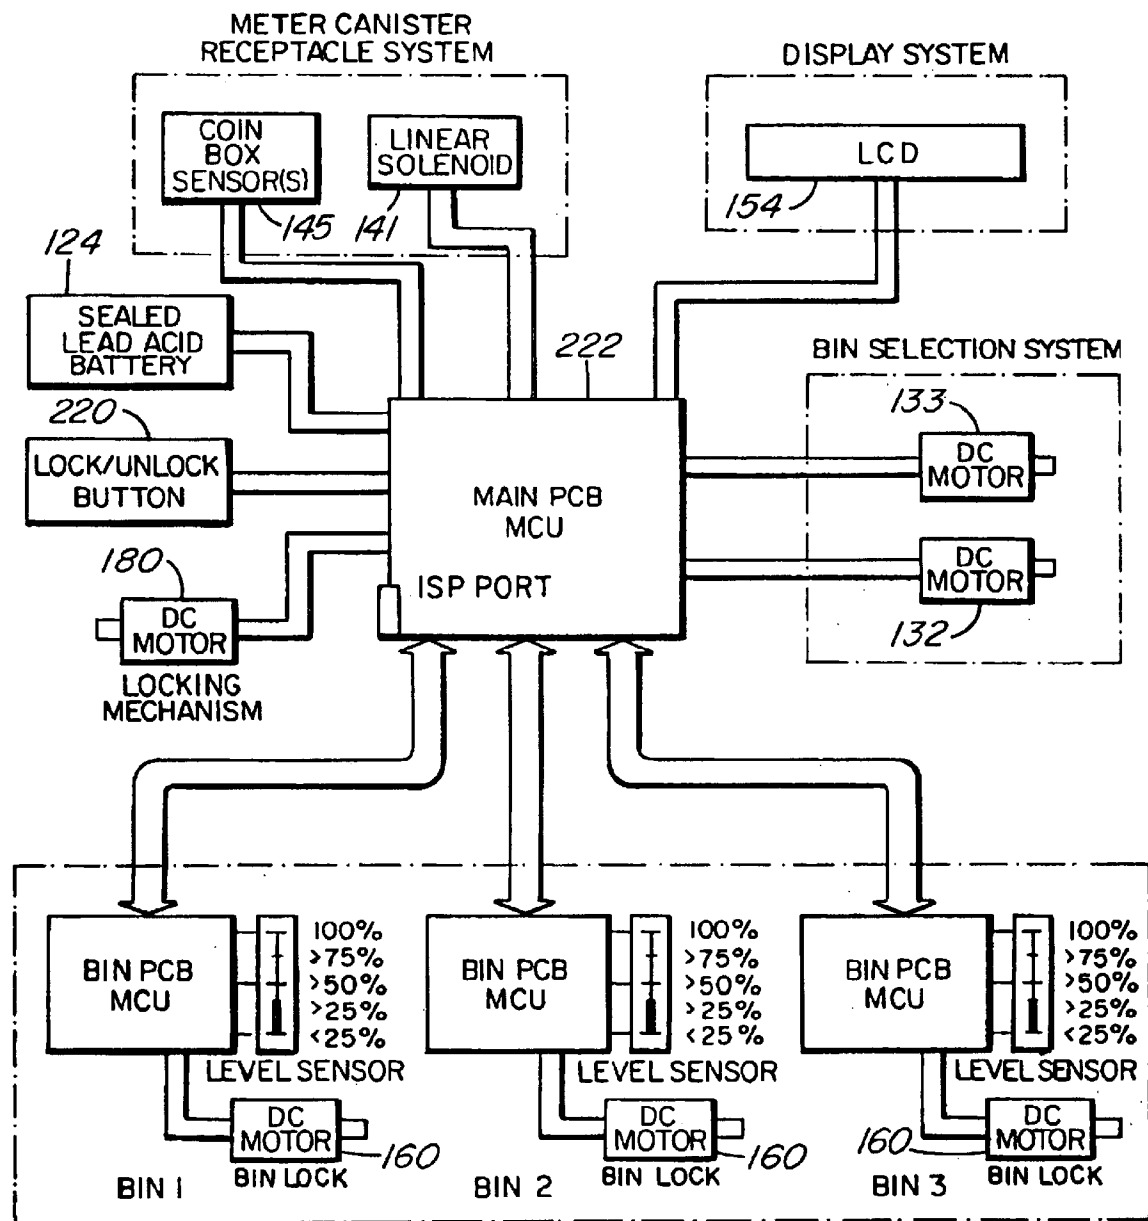 METER CANISTER
RECEPTACLE SYSTEM
DISPLAY SYSTEM
COIN
BOX
SENSOR(S)
LINEAR
SOLENOID
LCD
145
141
154
124
SEALED
LEAD ACID
BATTERY
222
BIN SELECTION SYSTEM
133
DC
MOTOR
220
LOCK/UNLOCK
BUTTON
MAIN PCB
MCU
DC
MOTOR
132
180
ISP PORT
DC
MOTOR
LOCKING
MECHANISM
BIN PCB
MCU
100%
>75%
>50%
>25%
<25%
LEVEL SENSOR
DC
MOTOR
160
BIN LOCK
BIN 1
BIN PCB
MCU
100%
>75%
>50%
>25%
<25%
LEVEL SENSOR
DC
MOTOR
160
BIN LOCK
BIN 2
BIN PCB
MCU
100%
>75%
>50%
>25%
<25%
LEVEL SENSOR
DC
MOTOR
160
BIN LOCK
BIN 3